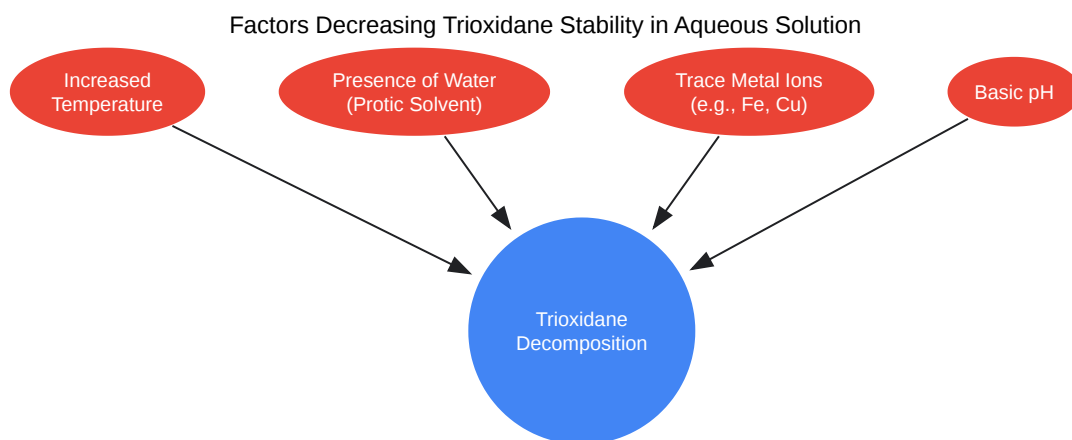 Factors Decreasing Trioxidane Stability in Aqueous Solution
Increased
Temperature
Presence of Water
(Protic Solvent)
Trace Metal Ions
(e.g., Fe, Cu)
Basic pH
Trioxidane
Decomposition